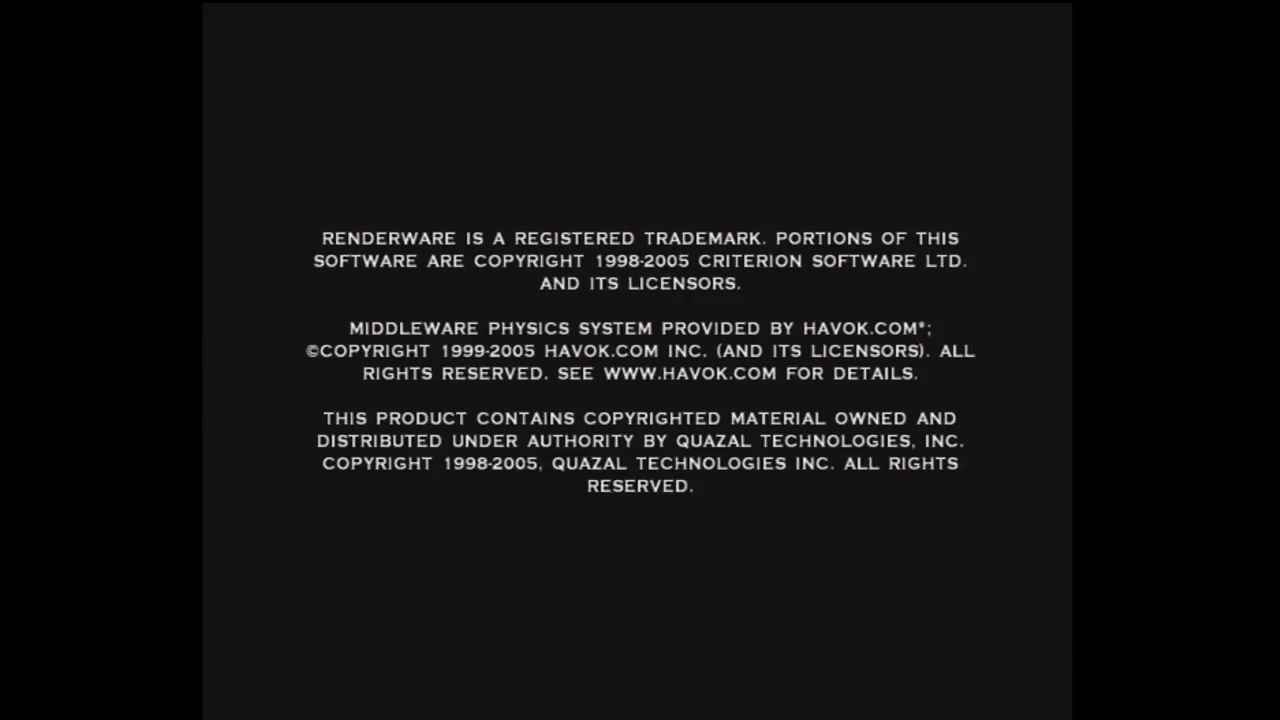 RENDERWARE IS A REGISTERED TRADEMARK. PORTIONS OF THIS
SOFTWARE ARE COPYRIGHT 1998-2005 CRITERION SOFTWARE LTD.
AND ITS LICENSORS.
MIDDLEWARE PHYSICS SYSTEM PROVIDED BY HAVOK.COM*;
©COPYRIGHT 1999-2005 HAVOK.COM INC. (AND ITS LICENSORS). ALL
RIGHTS RESERVED. SEE WWW.HAVOK.COM FOR DETAILS.
THIS PRODUCT CONTAINS COPYRIGHTED MATERIAL OWNED AND
DISTRIBUTED UNDER AUTHORITY BY QUAZAL TECHNOLOGIES, INC.
COPYRIGHT 1998-2005, QUAZAL TECHNOLOGIES INC. ALL RIGHTS
RESERVED.